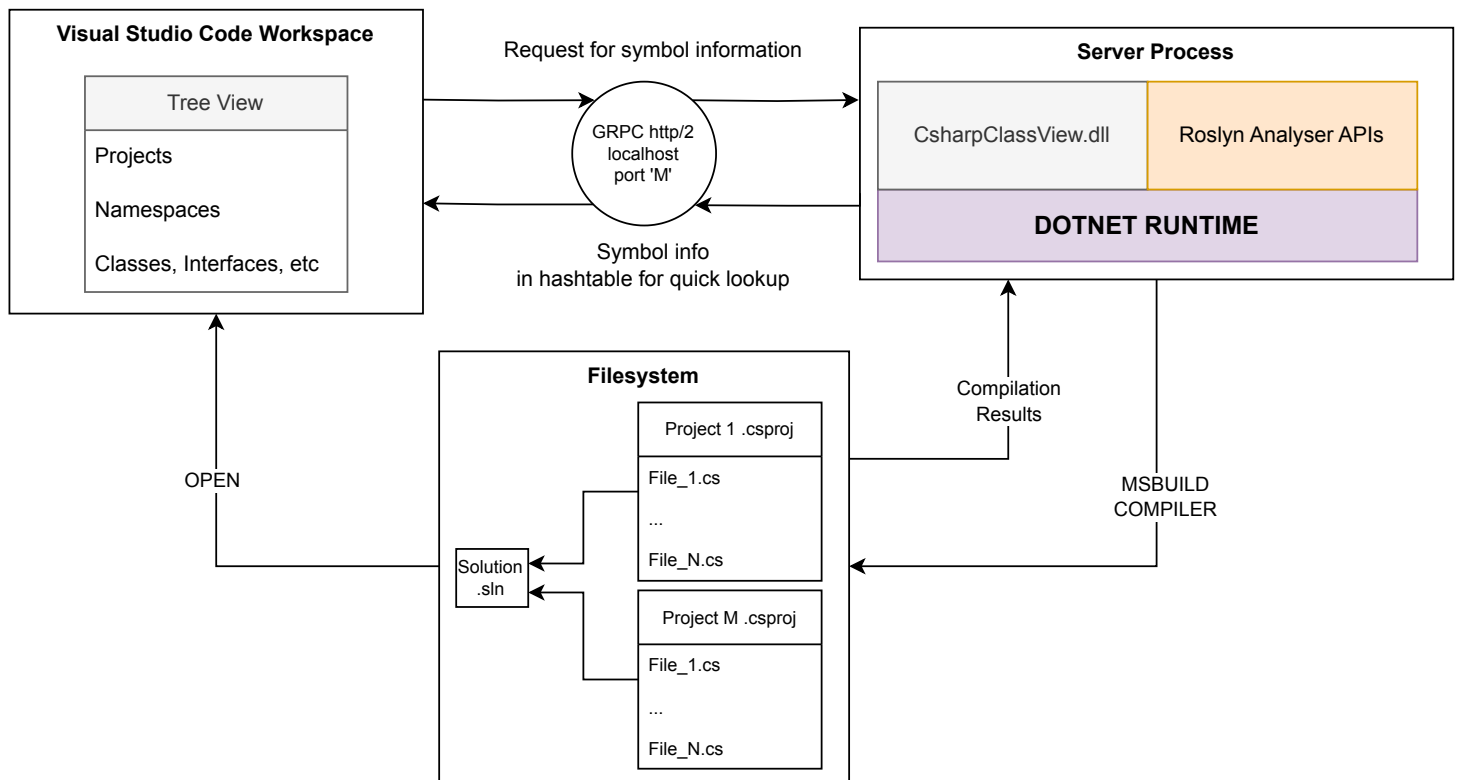 Visual Studio Code Workspace
Tree View
Projects
Namespaces
Classes, Interfaces, etc
Request for symbol information
GRPC http/2
localhost
port 'M'
Symbol info
in hashtable for quick lookup
Server Process
CsharpClassView.dll
Roslyn Analyser APIs
DOTNET RUNTIME
OPEN
Filesystem
Solution
.sln
Project 1 .csproj
File_1.cs
...
File_N.cs
Project M .csproj
File_1.cs
...
File_N.cs
Compilation
Results
MSBUILD
COMPILER